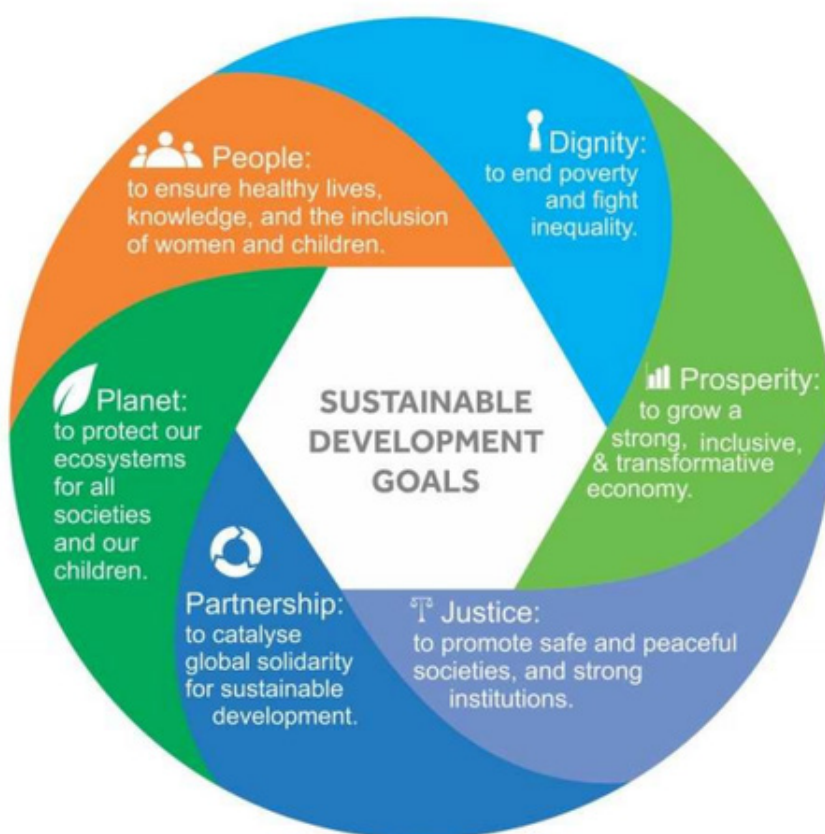 People:
to ensure healthy lives,
knowledge, and the inclusion
of women and children.
Dignity:
to end poverty
and fight
inequality.
Prosperity:
to grow a
strong, inclusive,
& transformative
economy.
Justice:
to promote safe and peaceful
societies, and strong
institutions.
Partnership:
to catalyse
global solidarity
for sustainable
development.
Planet:
to protect our
ecosystems
for all
societies
and our
children.
SUSTAINABLE
DEVELOPMENT
GOALS